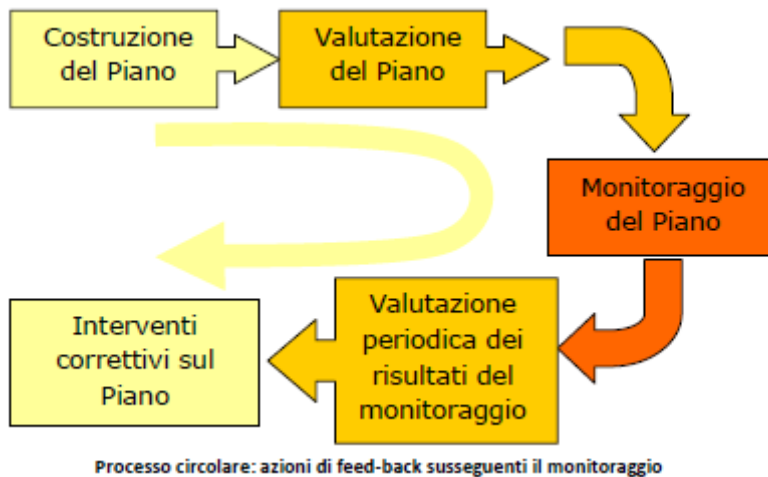 Costruzione
del Piano
Valutazione
del Piano
Monitoraggio
del Piano
Valutazione
periodica dei
risultati del
monitoraggio
Interventi
correttivi sul
Piano
Processo circolare: azioni di feed-back susseguenti il monitoraggio